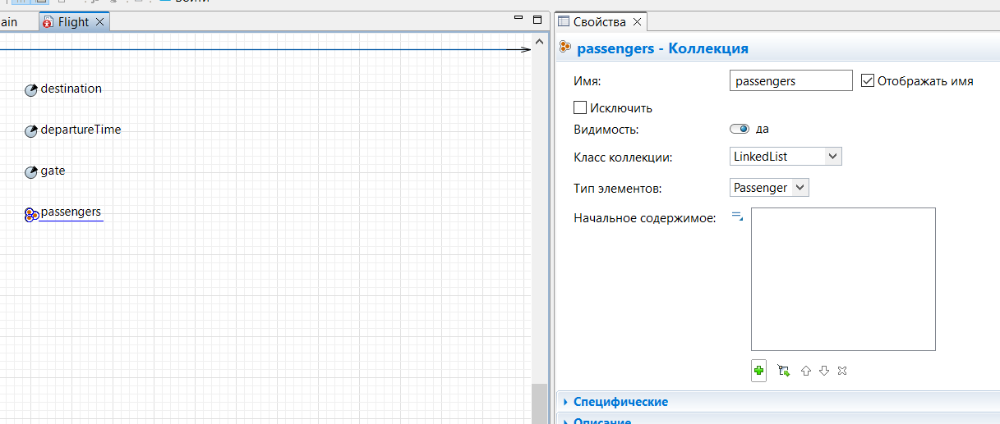 Войти
ain
Flight
Свойства
passengers - Коллекция
destination
departureTime
gate
passengers
Имя:
passengers
Отображать имя
Исключить
Видимость:
да
Класс коллекции:
LinkedList
Тип элементов:
Passenger
Начальное содержимое:
Специфические
Описание